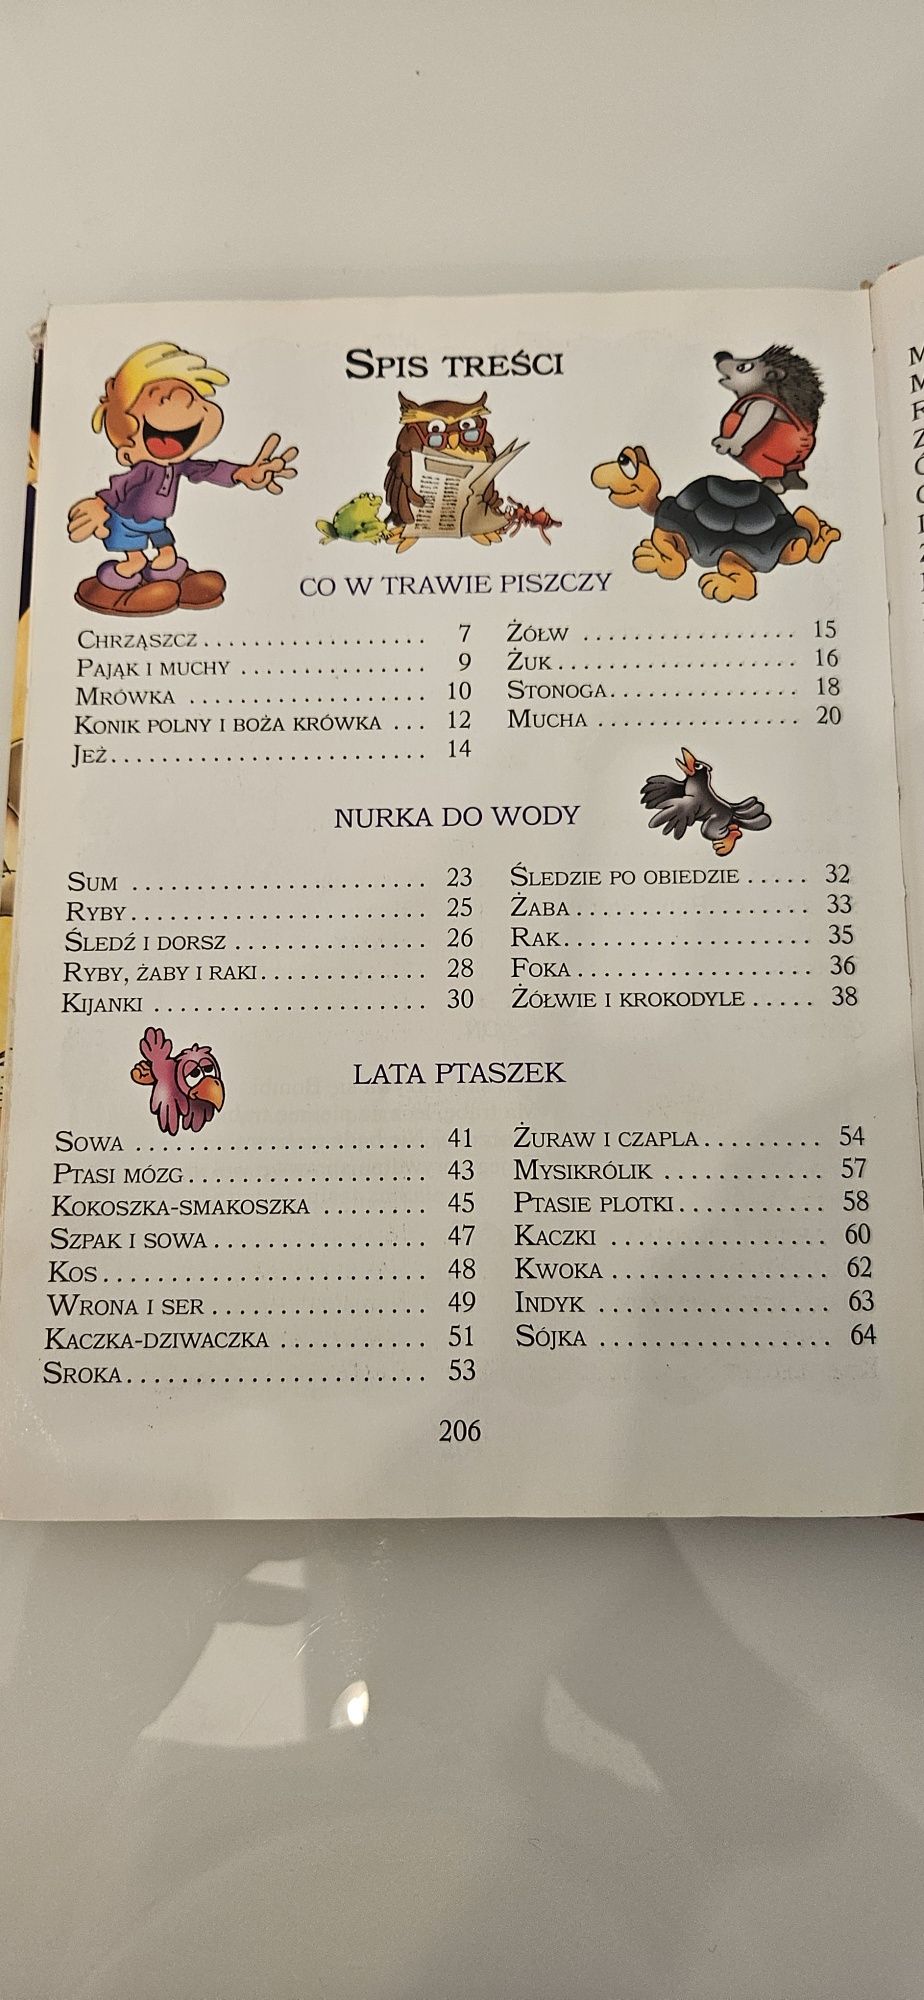 Spis treści
CO W TRAWIE PISZCZY
Chrząszcz . . . . . . . . . . . . . . . . . . 7
Pająk i muchy . . . . . . . . . . . . . . . 9
Mrówka . . . . . . . . . . . . . . . . . . . 10
Konik polny i boża krówka . . . 12
Jeż . . . . . . . . . . . . . . . . . . . . . . . . . 14
Żółw . . . . . . . . . . . . . . . . . 15
Żuk . . . . . . . . . . . . . . . . . . . 16
Stonoga . . . . . . . . . . . . . . . 18
Mucha . . . . . . . . . . . . . . . . 20
NURKA DO WODY
Sum . . . . . . . . . . . . . . . . . . . . . . . 23
Ryby . . . . . . . . . . . . . . . . . . . . . . . 25
Śledź i dorsz . . . . . . . . . . . . . . . 26
Ryby, żaby i raki . . . . . . . . . . . . . 28
Kijanki . . . . . . . . . . . . . . . . . . . . . 30
Śledzie po obiedzie . . . . . 32
Żaba . . . . . . . . . . . . . . . . . . . 33
Rak . . . . . . . . . . . . . . . . . . . . 35
Foka . . . . . . . . . . . . . . . . . . . 36
Żółwie i krokodyle . . . . . 38
LATA PTASZEK
Sowa . . . . . . . . . . . . . . . . . . . . . . 41
Ptasi mózg . . . . . . . . . . . . . . . . . . 43
Kokoszka-smakoszka . . . . . . . . 45
Szpak i sowa . . . . . . . . . . . . . . . . 47
Kos . . . . . . . . . . . . . . . . . . . . . . . . 48
Wrona i ser . . . . . . . . . . . . . . . . 49
Kaczka-dziwaczka . . . . . . . . . . . 51
Sroka . . . . . . . . . . . . . . . . . . . . . . 53
Żuraw i czapla . . . . . . . . . 54
Mysikrólik . . . . . . . . . . . . . 57
Ptasie plotki . . . . . . . . . . . 58
Kaczki . . . . . . . . . . . . . . . . 60
Kwoka . . . . . . . . . . . . . . . . 62
Indyk . . . . . . . . . . . . . . . . . 63
Sójka . . . . . . . . . . . . . . . . . 64
206